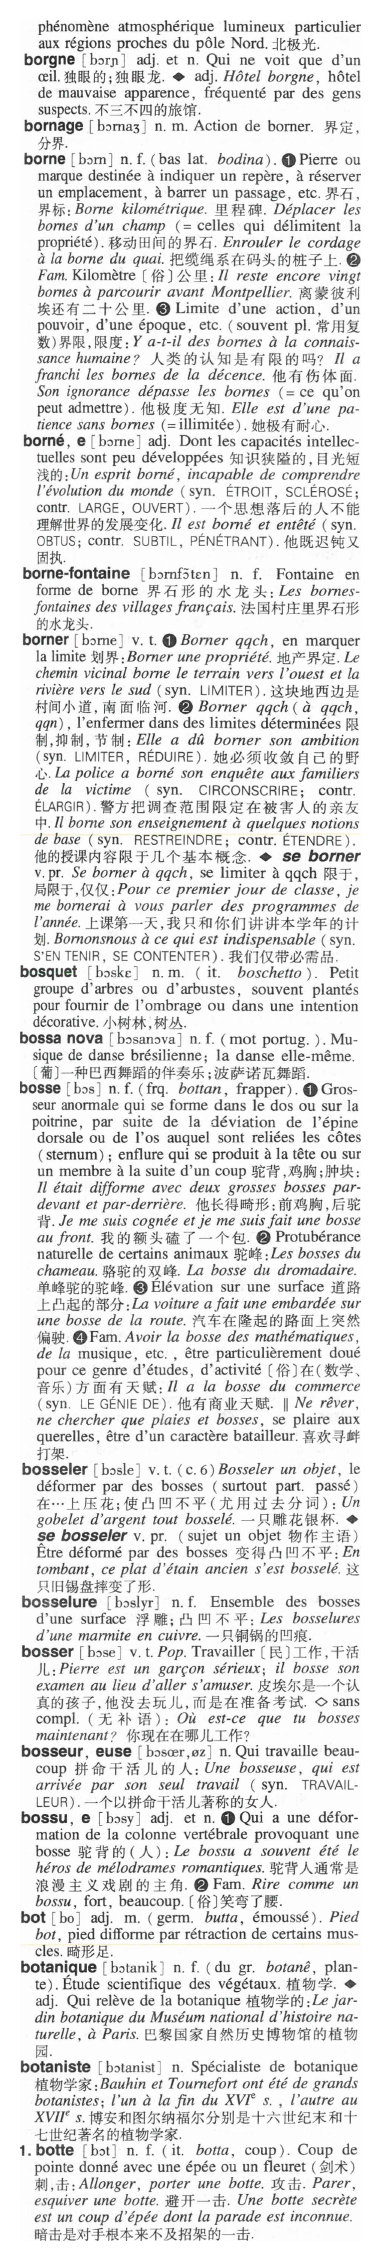 phénomène atmosphérique lumineux particulier
aux régions proches du pôle Nord. 北极光.
borgne [bɔrɲ] adj. et n. Qui ne voit que d'un
œil. 独眼的; 独眼龙. ◆ adj. Hôtel borgne, hôtel
de mauvaise apparence, fréquenté par des gens
suspects. 不三不四的旅馆.
bornage [bɔrnaʒ] n. m. Action de borner. 界定,
分界.
borne [bɔrn] n. f. (bas lat. bodina). ❶ Pierre ou
marque destinée à indiquer un repère, à réserver
un emplacement, à barrer un passage, etc. 界石,
界标: Borne kilométrique. 里程碑. Déplacer les
bornes d'un champ (= celles qui délimitent la
propriété). 移动田间的界石. Enrouler le cordage
à la borne du quai. 把缆绳系在码头的桩子上. ❷
Fam. Kilomètre〔俗〕公里: Il reste encore vingt
bornes à parcourir avant Montpellier. 离蒙彼利
埃还有二十公里. ❸ Limite d'une action, d'un
pouvoir, d'une époque, etc. (souvent pl. 常用复
数)界限,限度: Y a-t-il des bornes à la connais-
sance humaine? 人类的认知是有限的吗? Il a
franchi les bornes de la décence. 他有伤体面.
Son ignorance dépasse les bornes (= ce qu'on
peut admettre). 他极度无知. Elle est d'une pa-
tience sans bornes (= illimitée). 她极有耐心.
borné, e [bɔrne] adj. Dont les capacités intellec-
tuelles sont peu développées 知识狭隘的,目光短
浅的: Un esprit borné, incapable de comprendre
l'évolution du monde (syn. ÉTROIT, SCLÉROSÉ;
contr. LARGE, OUVERT). 一个思想落后的人不能
理解世界的发展变化. Il est borné et entêté (syn.
OBTUS; contr. SUBTIL, PÉNÉTRANT). 他既迟钝又
固执.
borne-fontaine [bɔrnfɔ̃tɛn] n. f. Fontaine en
forme de borne 界石形的水龙头: Les bornes-
fontaines des villages français. 法国村庄里界石形
的水龙头.
borner [bɔrne] v. t. ❶ Borner qqch, en marquer
la limite 划界: Borner une propriété. 地产界定. Le
chemin vicinal borne le terrain vers l'ouest et la
rivière vers le sud (syn. LIMITER). 这块地西边是
村间小道, 南面临河. ❷ Borner qqch (à qqch,
qqn), l'enfermer dans des limites déterminées 限
制,抑制,节制: Elle a dû borner son ambition
(syn. LIMITER, RÉDUIRE). 她必须收敛自己的野
心. La police a borné son enquête aux familiers
de la victime (syn. CIRCONSCRIRE; contr.
ÉLARGIR). 警方把调查范围限定在被害人的亲友
中. Il borne son enseignement à quelques notions
de base (syn. RESTREINDRE; contr. ÉTENDRE).
他的授课内容限于几个基本概念. ◆ se borner
v. pr. Se borner à qqch, se limiter à qqch 限于,
局限于,仅仅: Pour ce premier jour de classe, je
me bornerai à vous parler des programmes de
l'année. 上课第一天,我只和你们讲讲本学年的计
划. Bornonsnous à ce qui est indispensable (syn.
S'EN TENIR, SE CONTENTER). 我们仅带必需品.
bosquet [bɔskɛ] n. m. (it. boschetto). Petit
groupe d'arbres ou d'arbustes, souvent plantés
pour fournir de l'ombrage ou dans une intention
décorative. 小树林,树丛.
bossa nova [bɔsanɔva] n. f. (mot portug.). Mu-
sique de danse brésilienne; la danse elle-même.
〔葡〕一种巴西舞蹈的伴奏乐; 波萨诺瓦舞蹈.
bosse [bɔs] n. f. (frq. bottan, frapper). ❶ Gros-
seur anormale qui se forme dans le dos ou sur la
poitrine, par suite de la déviation de l'épine
dorsale ou de l'os auquel sont reliées les côtes
(sternum); enflure qui se produit à la tête ou sur
un membre à la suite d'un coup 驼背,鸡胸;肿块:
Il était difforme avec deux grosses bosses par-
devant et par-derrière. 他长得畸形:前鸡胸,后驼
背. Je me suis cognée et je me suis fait une bosse
au front. 我的额头磕了一个包. ❷ Protubérance
naturelle de certains animaux 驼峰: Les bosses du
chameau. 骆驼的双峰. La bosse du dromadaire.
单峰驼的驼峰. ❸ Élévation sur une surface 道路
上凸起的部分: La voiture a fait une embardée sur
une bosse de la route. 汽车在隆起的路面上突然
偏驶. ❹ Fam. Avoir la bosse des mathématiques,
de la musique, etc., être particulièrement doué
pour ce genre d'études, d'activité〔俗〕在(数学、
音乐)方面有天赋: Il a la bosse du commerce
(syn. LE GÉNIE DE). 他有商业天赋. ‖ Ne rêver,
ne chercher que plaies et bosses, se plaire aux
querelles, être d'un caractère batailleur. 喜欢寻衅
打架.
bosseler [bɔsle] v. t. (c. 6) Bosseler un objet, le
déformer par des bosses (surtout part. passé)
在…上压花; 使凸凹不平(尤用过去分词): Un
gobelet d'argent tout bosselé. 一只雕花银杯. ◆
se bosseler v. pr. (sujet un objet 物作主语)
Être déformé par des bosses 变得凸凹不平: En
tombant, ce plat d'étain ancien s'est bosselé. 这
只旧锡盘摔变了形.
bosselure [bɔslyr] n. f. Ensemble des bosses
d'une surface 浮雕; 凸凹不平: Les bosselures
d'une marmite en cuivre. 一只铜锅的凹痕.
bosser [bɔse] v. t. Pop. Travailler〔民〕工作,干活
儿: Pierre est un garçon sérieux; il bosse son
examen au lieu d'aller s'amuser. 皮埃尔是一个认
真的孩子,他没去玩儿,而是在准备考试. ◇ sans
compl. (无补语): Où est-ce que tu bosses
maintenant? 你现在在哪儿工作?
bosseur, euse [bɔsœr,øz] n. Qui travaille beau-
coup 拼命干活儿的人: Une bosseuse, qui est
arrivée par son seul travail (syn. TRAVAIL-
LEUR). 一个以拼命干活儿著称的女人.
bossu, e [bɔsy] adj. et n. ❶ Qui a une défor-
mation de la colonne vertébrale provoquant une
bosse 驼背的(人): Le bossu a souvent été le
héros de mélodrames romantiques. 驼背人通常是
浪漫主义戏剧的主角. ❷ Fam. Rire comme un
bossu, fort, beaucoup.〔俗〕笑弯了腰.
bot [bo] adj. m. (germ. butta, émoussé). Pied
bot, pied difforme par rétraction de certains mus-
cles. 畸形足.
botanique [bɔtanik] n. f. (du gr. botanê, plan-
te). Étude scientifique des végétaux. 植物学. ◆
adj. Qui relève de la botanique 植物学的: Le jar-
din botanique du Muséum national d'histoire na-
turelle, à Paris. 巴黎国家自然历史博物馆的植物
园.
botaniste [bɔtanist] n. Spécialiste de botanique
植物学家: Bauhin et Tournefort ont été de grands
botanistes; l'un à la fin du XVIe s., l'autre au
XVIIe s. 博安和图尔纳福尔分别是十六世纪末和十
七世纪著名的植物学家.
1. botte [bɔt] n. f. (it. botta, coup). Coup de
pointe donné avec une épée ou un fleuret (剑术)
刺,击: Allonger, porter une botte. 攻击. Parer,
esquiver une botte. 避开一击. Une botte secrète
est un coup d'épée dont la parade est inconnue.
暗击是对手根本来不及招架的一击.